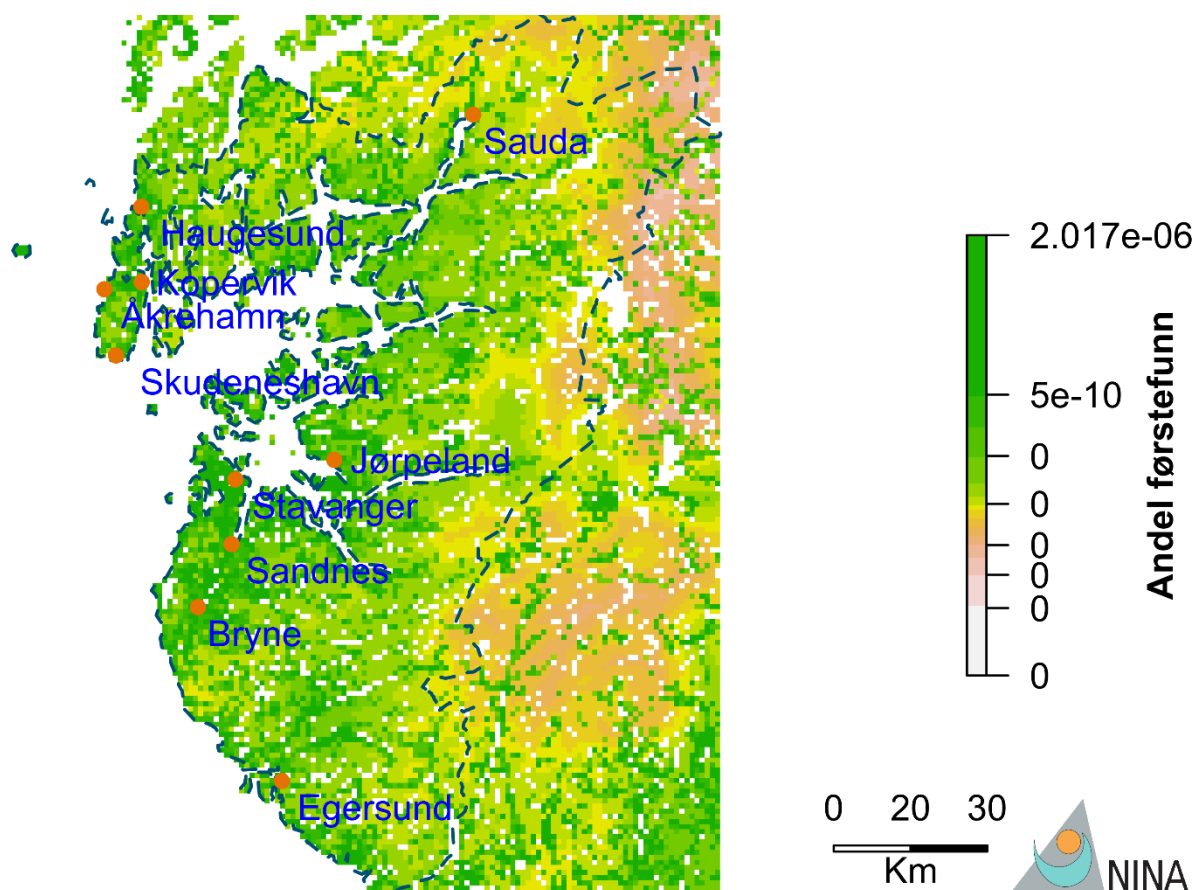 Sauda
Haugesund
Kopervik
Åkrehamn
Skudeneshavn
Jørpeland
Stavanger
Sandnes
Bryne
Egersund
2.017e-06
5e-10
0
0
0
0
0
0
Andel førstefunn
0 20 30
Km
NINA